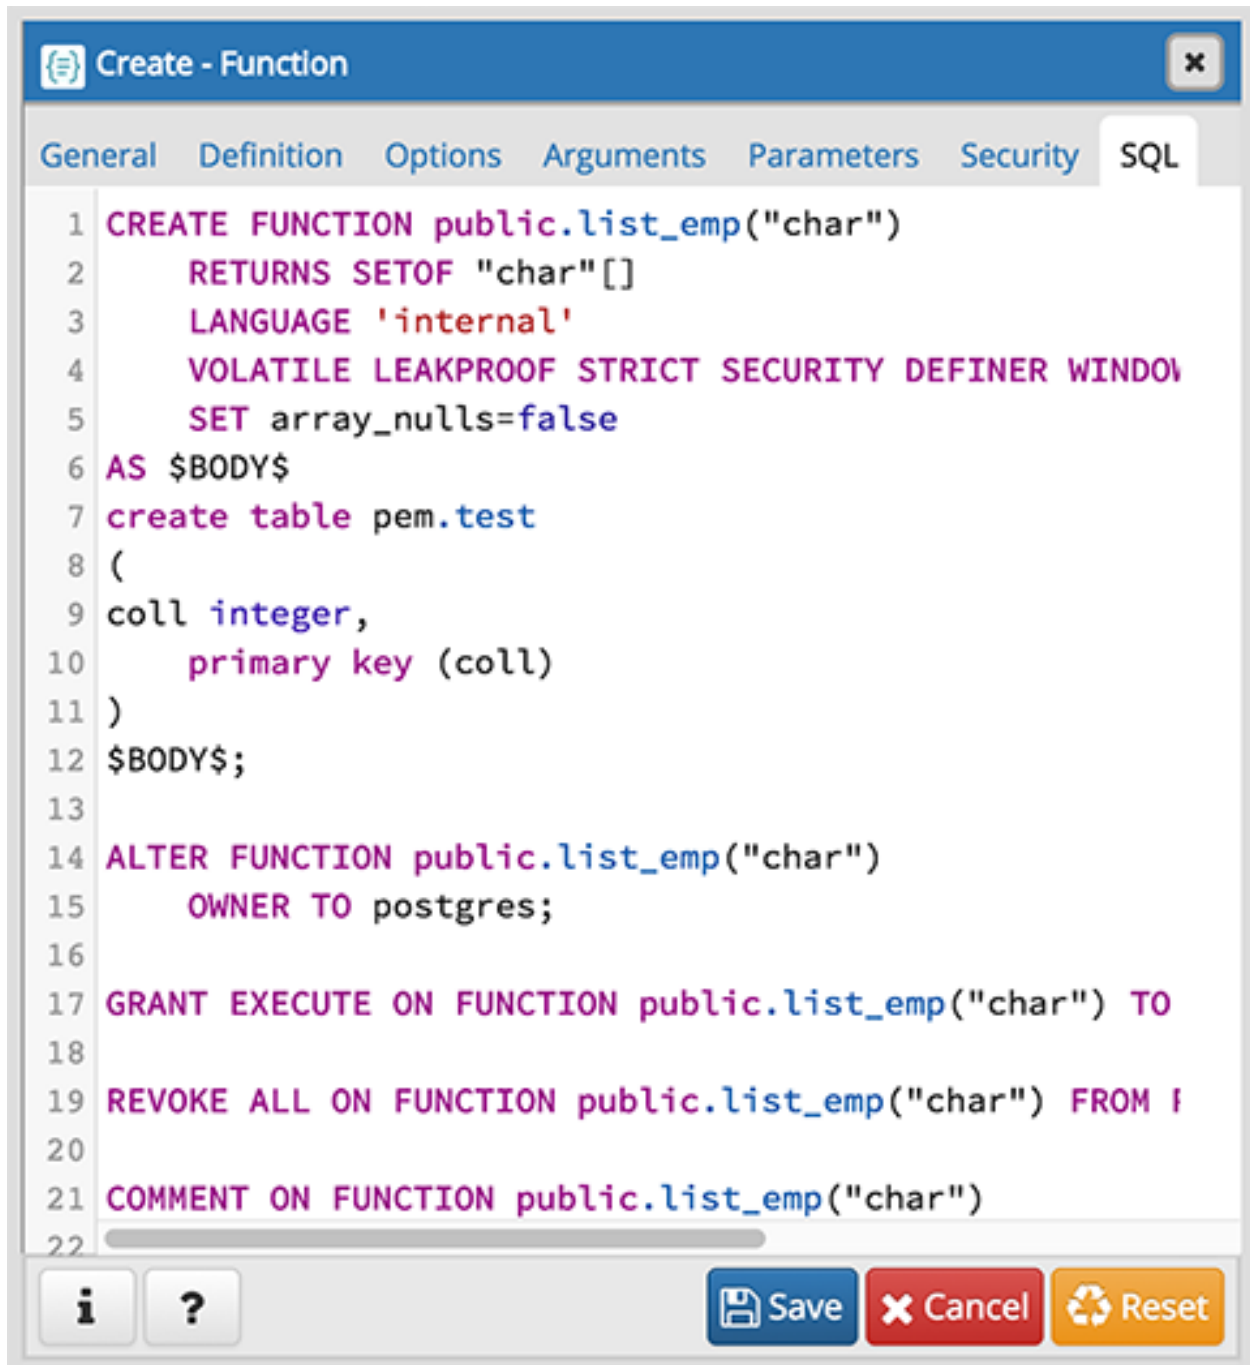 Create - Function
General Definition Options Arguments Parameters Security SQL
1 CREATE FUNCTION public.list_emp("char")
2 RETURNS SETOF "char"[]
3 LANGUAGE 'internal'
4 VOLATILE LEAKPROOF STRICT SECURITY DEFINER
5 SET array_nulls=false
6 AS $BODY$
7 create table pem.test
8 (
9 coll integer,
10 primary key (coll)
11 )
12 $BODY$;
13
14 ALTER FUNCTION public.list_emp("char")
15 OWNER TO postgres;
16
17 GRANT EXECUTE ON FUNCTION public.list_emp("char") TO
18
19 REVOKE ALL ON FUNCTION public.list_emp("char") FROM
20
21 COMMENT ON FUNCTION public.list_emp("char")
22
i ? Save Cancel Reset